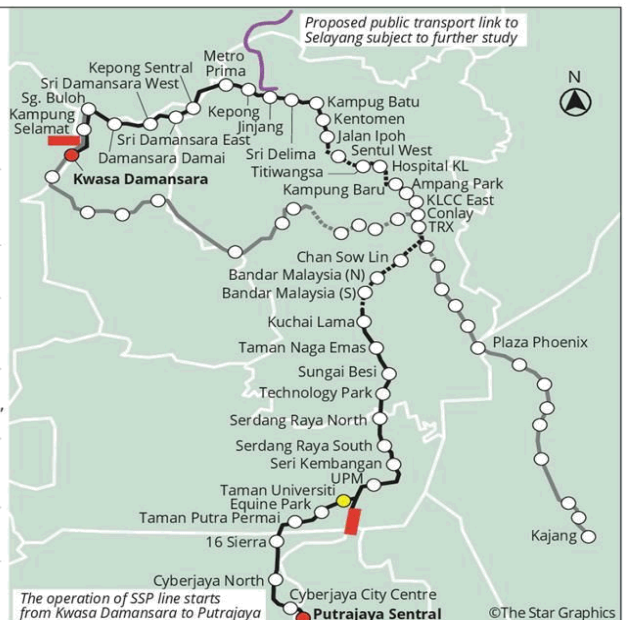 Proposed public transport link to
Selayang subject to further study
N
Metro
Prima
Kepong Sentral
Sri Damansara West
Sg. Buloh
Kampung
Selamat
Kepong
Jinjang
Sri Damansara East
Damansara Damai
Sri Delima
Kwasa Damansara
Kampug Batu
Kentomen
Jalan Ipoh
Sentul West
Titiwangsa
Hospital KL
Kampung Baru
Ampang Park
KLCC East
Conlay
TRX
Chan Sow Lin
Bandar Malaysia (N)
Bandar Malaysia (S)
Kuchai Lama
Taman Naga Emas
Plaza Phoenix
Sungai Besi
Technology Park
Serdang Raya North
Serdang Raya South
Seri Kembangan
UPM
Taman Universiti
Equine Park
Taman Putra Permai
16 Sierra
Kajang
Cyberjaya North
Cyberjaya City Centre
Putrajaya Sentral
The operation of SSP line starts
from Kwasa Damansara to Putrajaya
©The Star Graphics